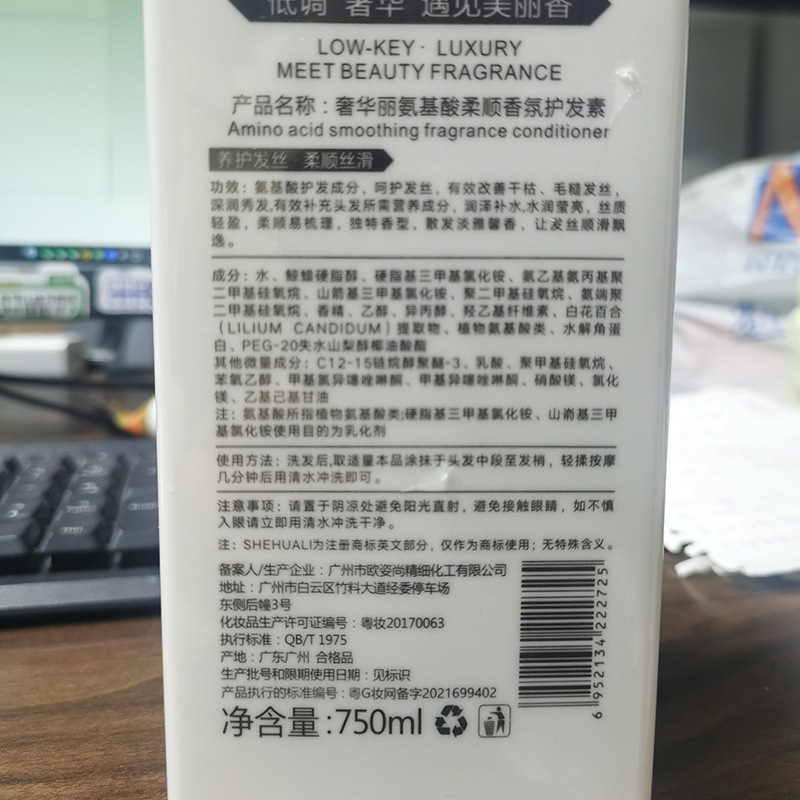 低调 奢华 遇见美丽香
LOW-KEY · LUXURY
MEET BEAUTY FRAGRANCE
产品名称：奢华丽氨基酸柔顺香氛护发素
Amino acid smoothing fragrance conditioner
养护发丝 柔顺丝滑
功效：氨基酸护发成分，呵护发丝，有效改善干枯、毛糙发丝，
深润秀发,有效补充头发所需营养成分，润泽补水,水润莹亮，丝质
轻盈，柔顺易梳理，独特香型，散发淡雅馨香，让发丝顺滑飘
逸。
成分：水、鲸蜡硬脂醇、硬脂基三甲基氯化铵、氨乙基氨丙基聚
二甲基硅氧烷、山箭基三甲基氯化铵、聚二甲基硅氧烷、氨端聚
二甲基硅氧烷、香精、乙醇、异丙醇、羟乙基纤维素、白花百合
（LILIUM CANDIDUM）提取物、植物氨基酸类、水解角蛋
白、PEG-20失水山梨醇椰油酸酯
其他微量成分：C12-15链烷醇聚醚-3、乳酸、聚甲基硅氧烷、
苯氧乙醇、甲基氯异噻唑啉酮、甲基异噻唑啉酮、硝酸镁、氯化
镁、乙基己基甘油
注：氨基酸所指植物氨基酸类;硬脂基三甲基氯化铵、山嵛基三甲
基氯化铵使用目的为乳化剂
使用方法：洗发后,取适量本品涂抹于头发中段至发梢，轻揉按摩
几分钟后用清水冲洗即可。
注意事项：请置于阴凉处避免阳光直射，避免接触眼睛，如不慎
入眼请立即用清水冲洗干净。
注：SHEHUALI为注册商标英文部分，仅作为商标使用；无特殊含义。
备案人/生产企业：广州市欧姿尚精细化工有限公司
地址：广州市白云区竹料大道经委停车场
东侧后幢3号
化妆品生产许可证编号：粤妆20170063
执行标准：QB/T 1975
产地：广东广州 合格品
生产批号和限期使用日期：见标识
产品执行的标准编号：粤G妆网备字2021699402
净含量:750ml
6 952134 222725